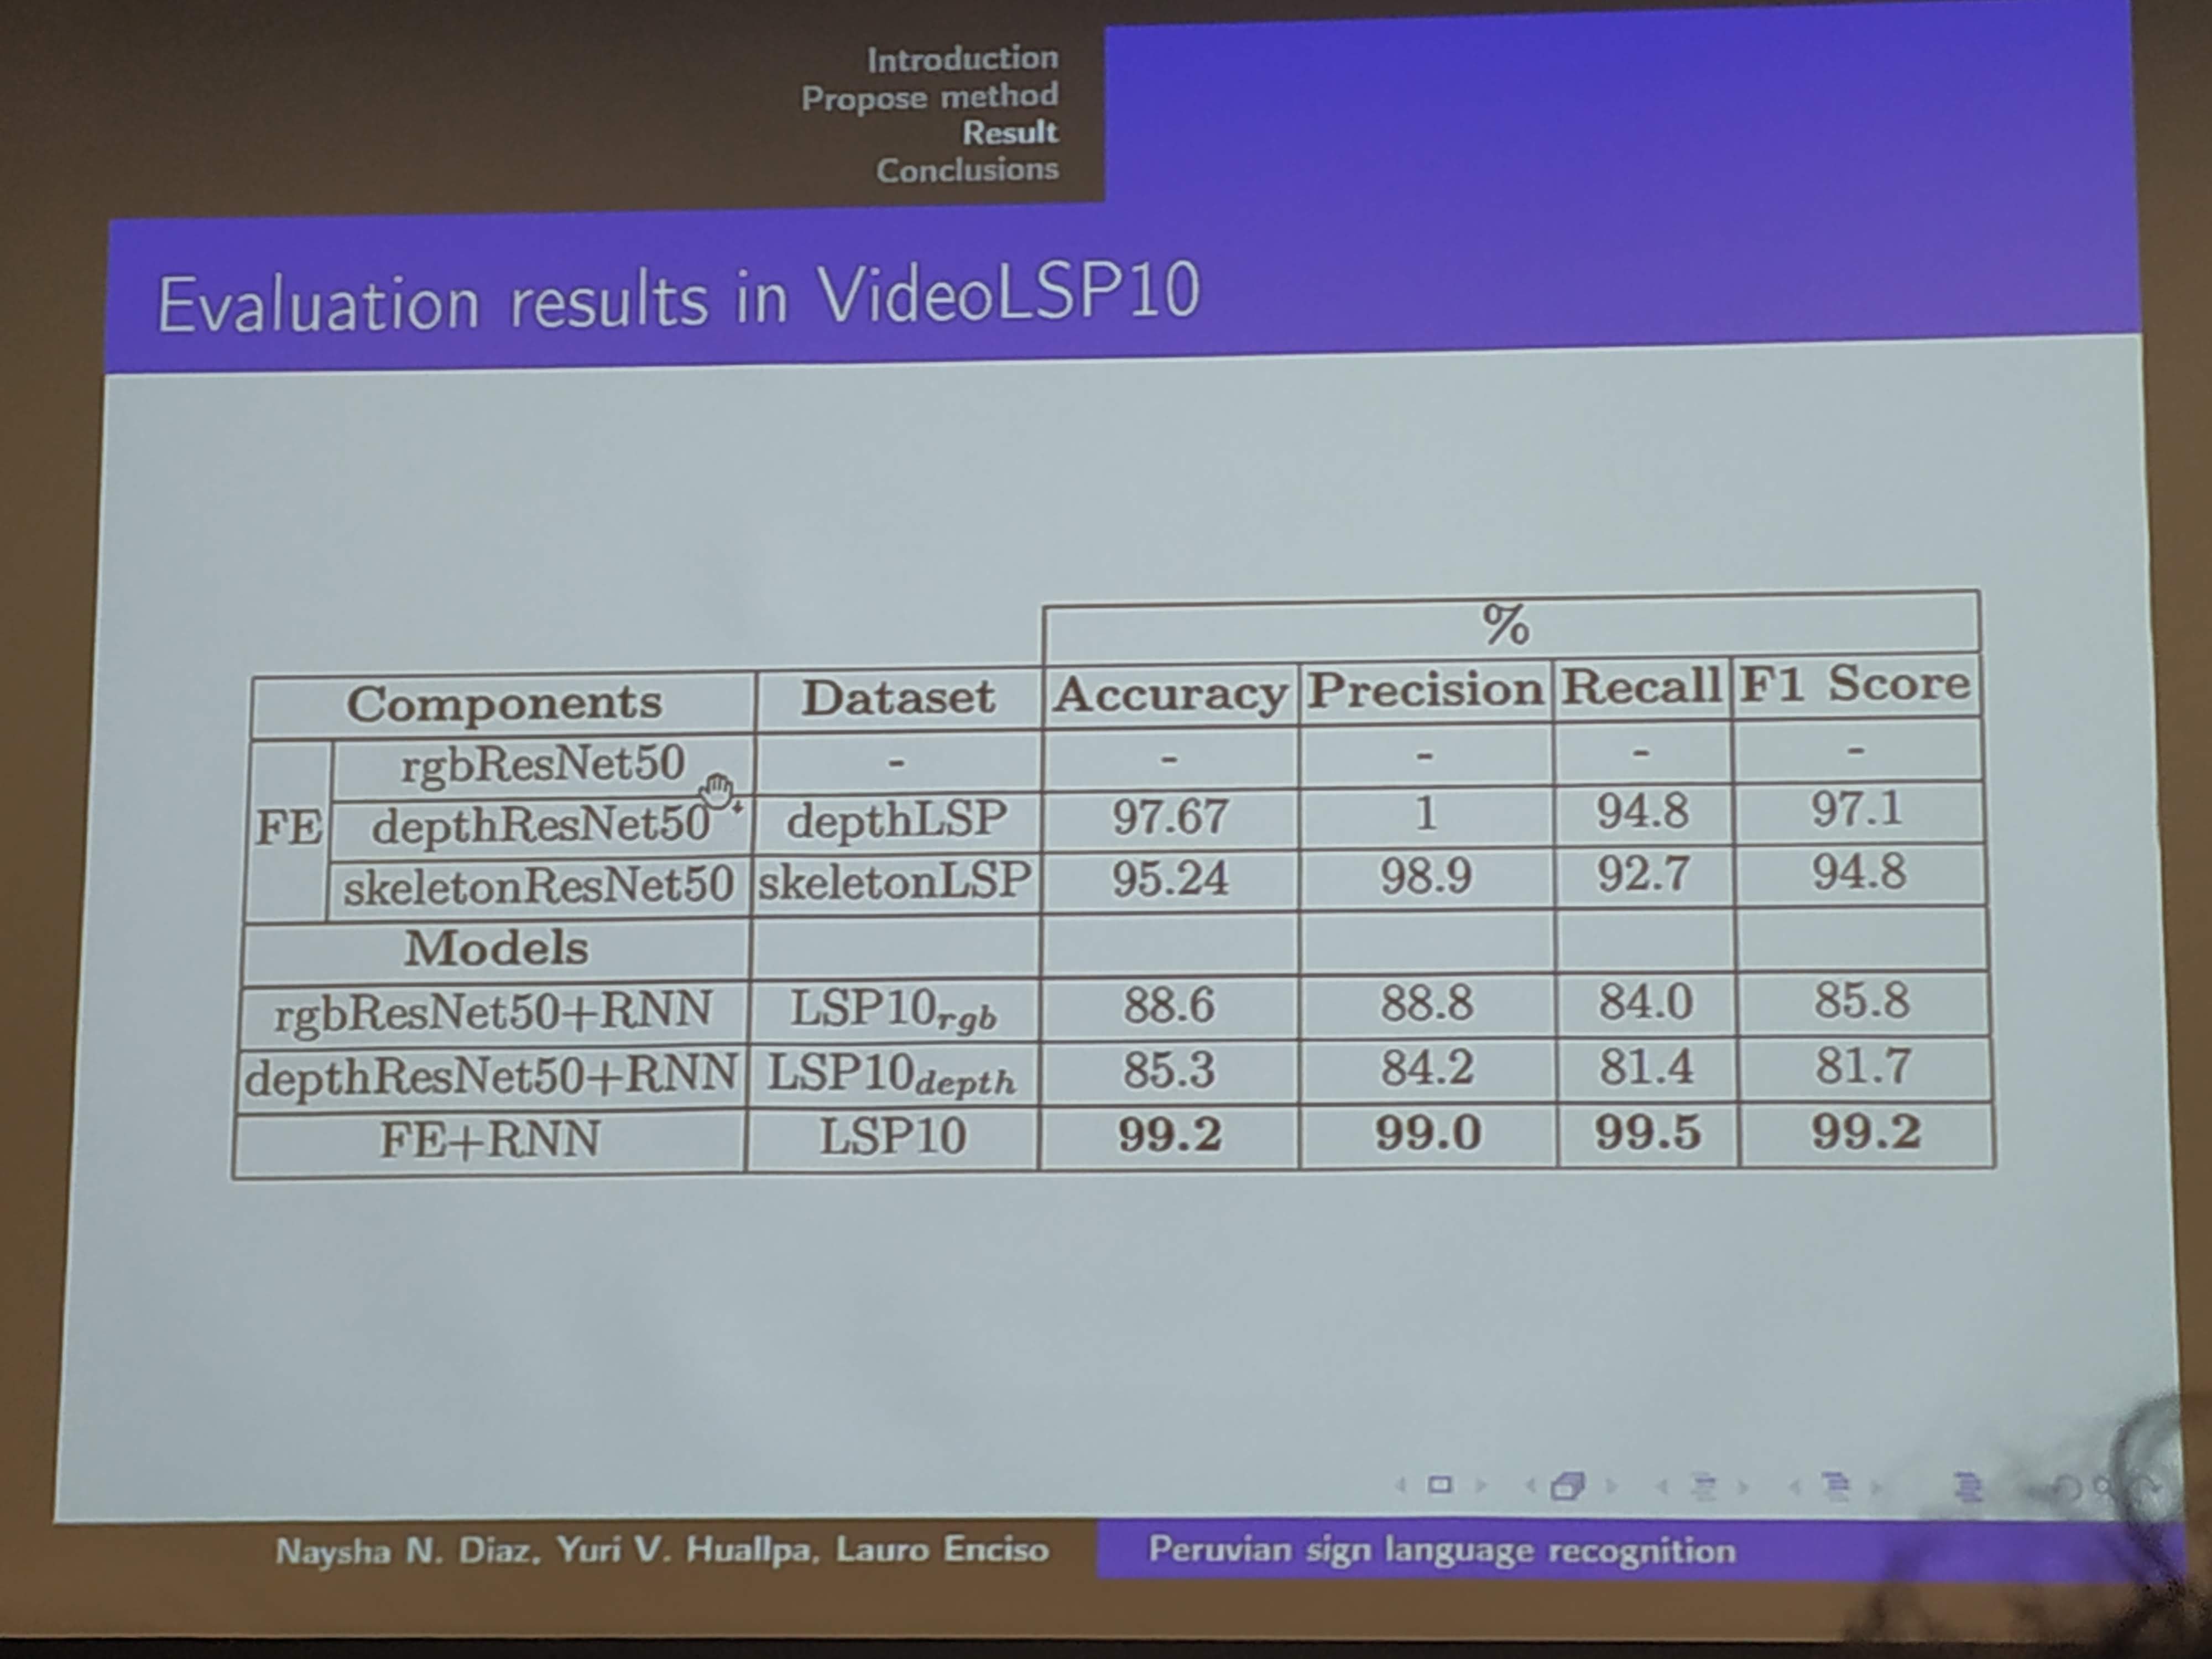 Introduction
Propose method
Result
Conclusions
Evaluation results in VideoLSP10
%
Components Dataset Accuracy Precision Recall F1 Score
FE
rgbResNet50 - - - - -
depthResNet50 depthLSP 97.67 1 94.8 97.1
skeletonResNet50 skeletonLSP 95.24 98.9 92.7 94.8
Models
rgbResNet50+RNN LSP10rgb 88.6 88.8 84.0 85.8
depthResNet50+RNN LSP10depth 85.3 84.2 81.4 81.7
FE+RNN LSP10 99.2 99.0 99.5 99.2
Naysha N. Diaz, Yuri V. Huallpa, Lauro Enciso Peruvian sign language recognition